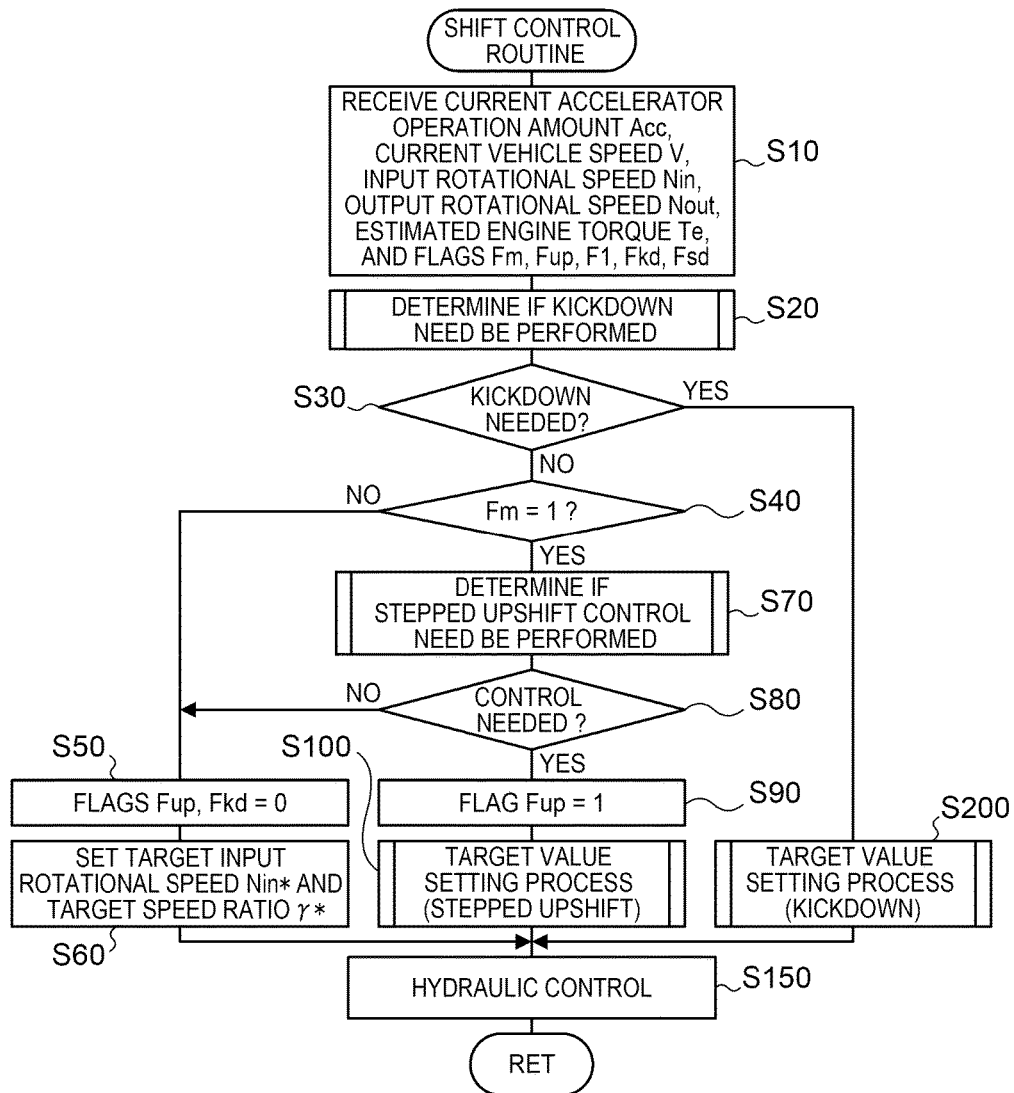 SHIFT CONTROL
ROUTINE
RECEIVE CURRENT ACCELERATOR
OPERATION AMOUNT Acc,
CURRENT VEHICLE SPEED V,
INPUT ROTATIONAL SPEED Nin,
OUTPUT ROTATIONAL SPEED Nout,
ESTIMATED ENGINE TORQUE Te,
AND FLAGS Fm, Fup, F1, Fkd, Fsd
S10
DETERMINE IF KICKDOWN
NEED BE PERFORMED
S20
S30
KICKDOWN
NEEDED?
YES
NO
NO
Fm = 1 ?
S40
YES
DETERMINE IF
STEPPED UPSHIFT CONTROL
NEED BE PERFORMED
S70
NO
CONTROL
NEEDED ?
S80
YES
S50
FLAGS Fup, Fkd = 0
S100
FLAG Fup = 1
S90
S200
SET TARGET INPUT
ROTATIONAL SPEED Nin* AND
TARGET SPEED RATIO γ*
S60
TARGET VALUE
SETTING PROCESS
(STEPPED UPSHIFT)
TARGET VALUE
SETTING PROCESS
(KICKDOWN)
HYDRAULIC CONTROL
S150
RET